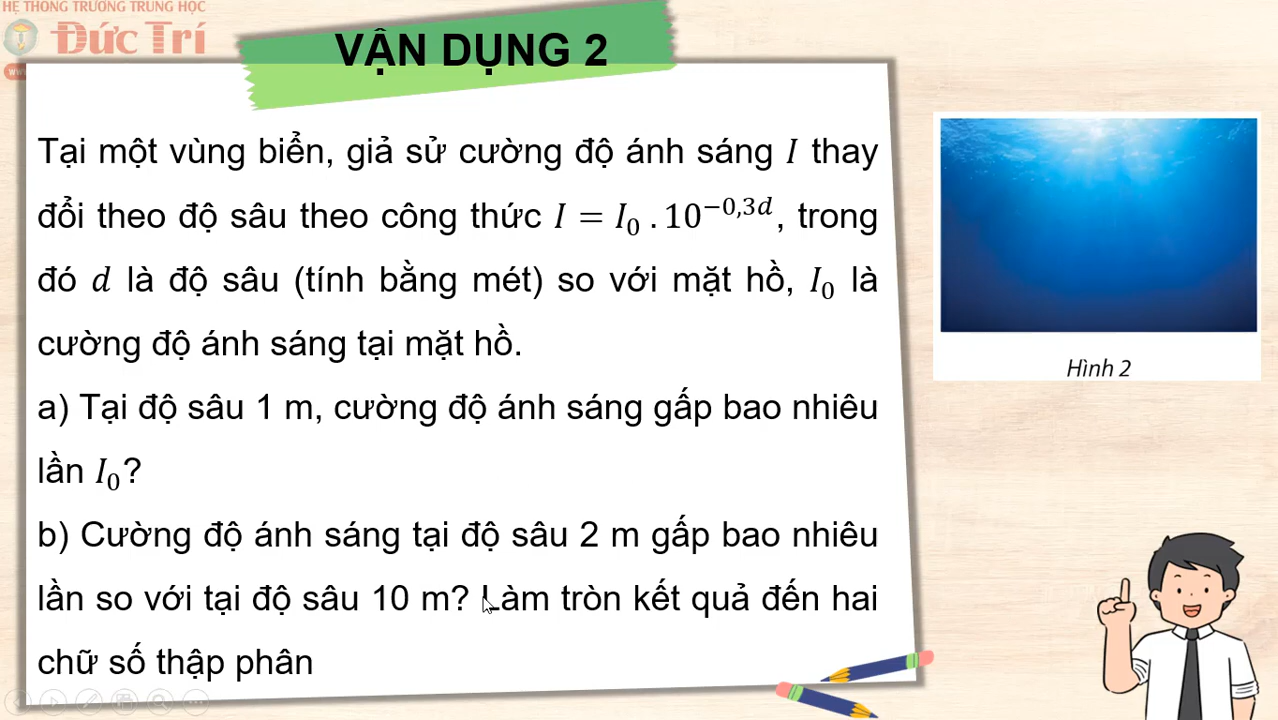 HỆ THỐNG TRƯỜNG TRUNG HỌC
Đức Trí
VẬN DỤNG 2
Tại một vùng biển, giả sử cường độ ánh sáng I thay
đổi theo độ sâu theo công thức I = I₀ . 10⁻⁰,³ᵈ, trong
đó d là độ sâu (tính bằng mét) so với mặt hồ, I₀ là
cường độ ánh sáng tại mặt hồ.
a) Tại độ sâu 1 m, cường độ ánh sáng gấp bao nhiêu
lần I₀?
b) Cường độ ánh sáng tại độ sâu 2 m gấp bao nhiêu
lần so với tại độ sâu 10 m? Làm tròn kết quả đến hai
chữ số thập phân
Hình 2